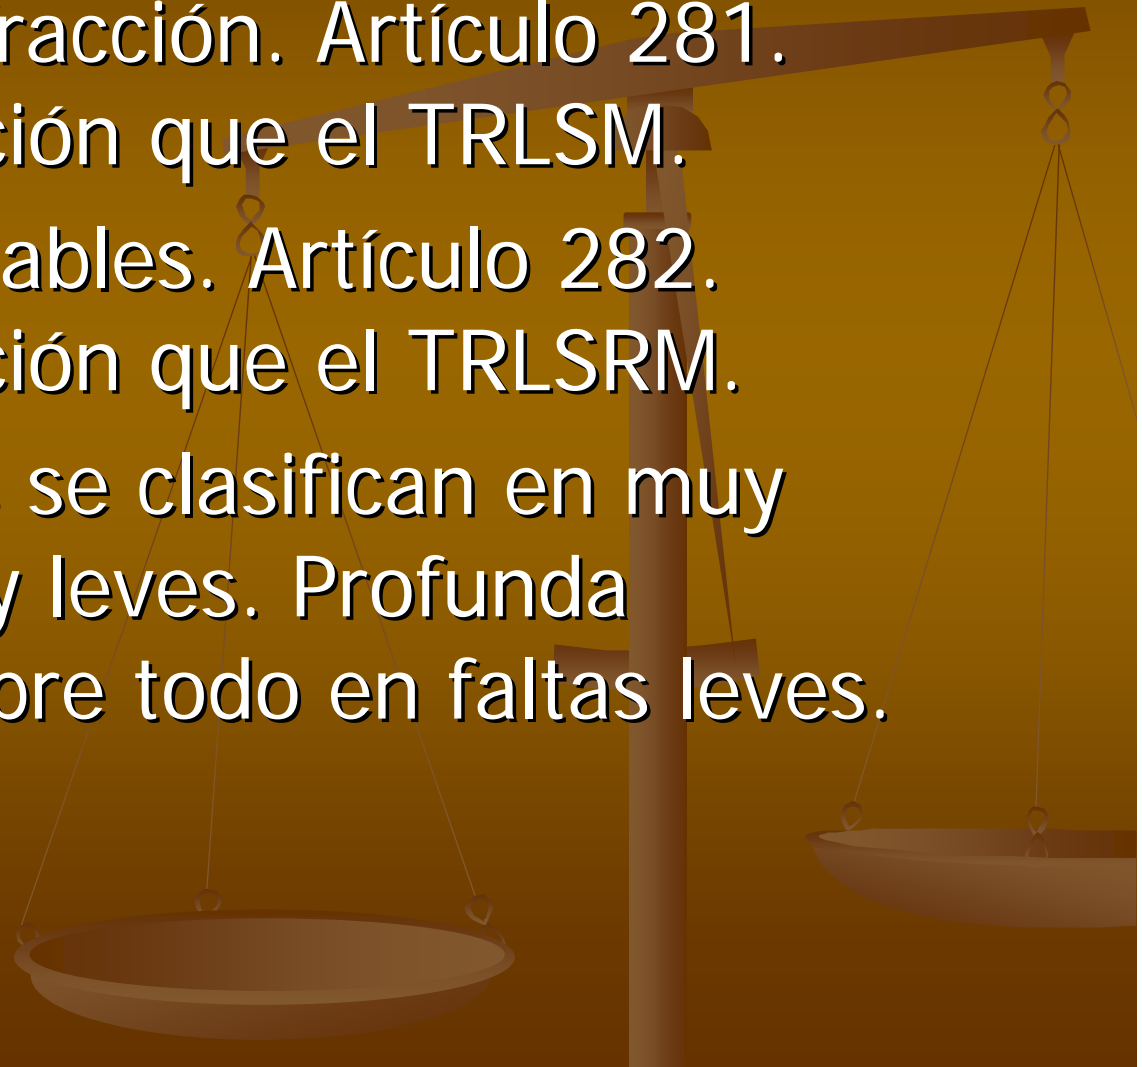 racción. Artículo 281.
ción que el TRLSM.
ables. Artículo 282.
ción que el TRLSRM.
se clasifican en muy
y leves. Profunda
bre todo en faltas leves.